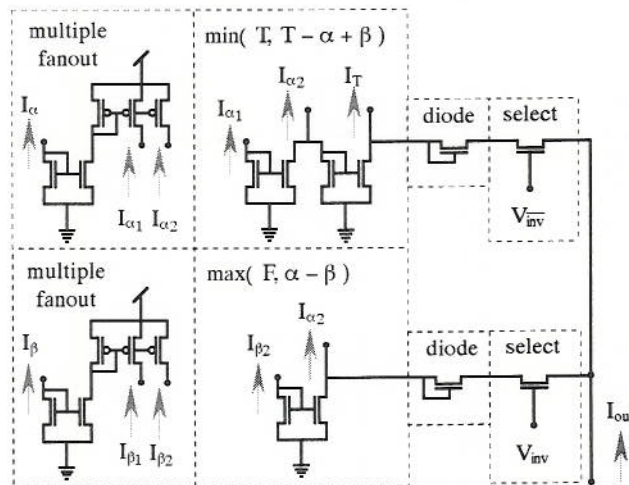 multiple
fanout
min( T, T − α + β )
Iα
Iα1
Iα2
IT
diode
select
Iα1 Iα2
Vinv̅
multiple
fanout
max( F, α − β )
Iβ
Iβ2
Iα2
diode
select
Iβ1 Iβ2
Vinv
Iou